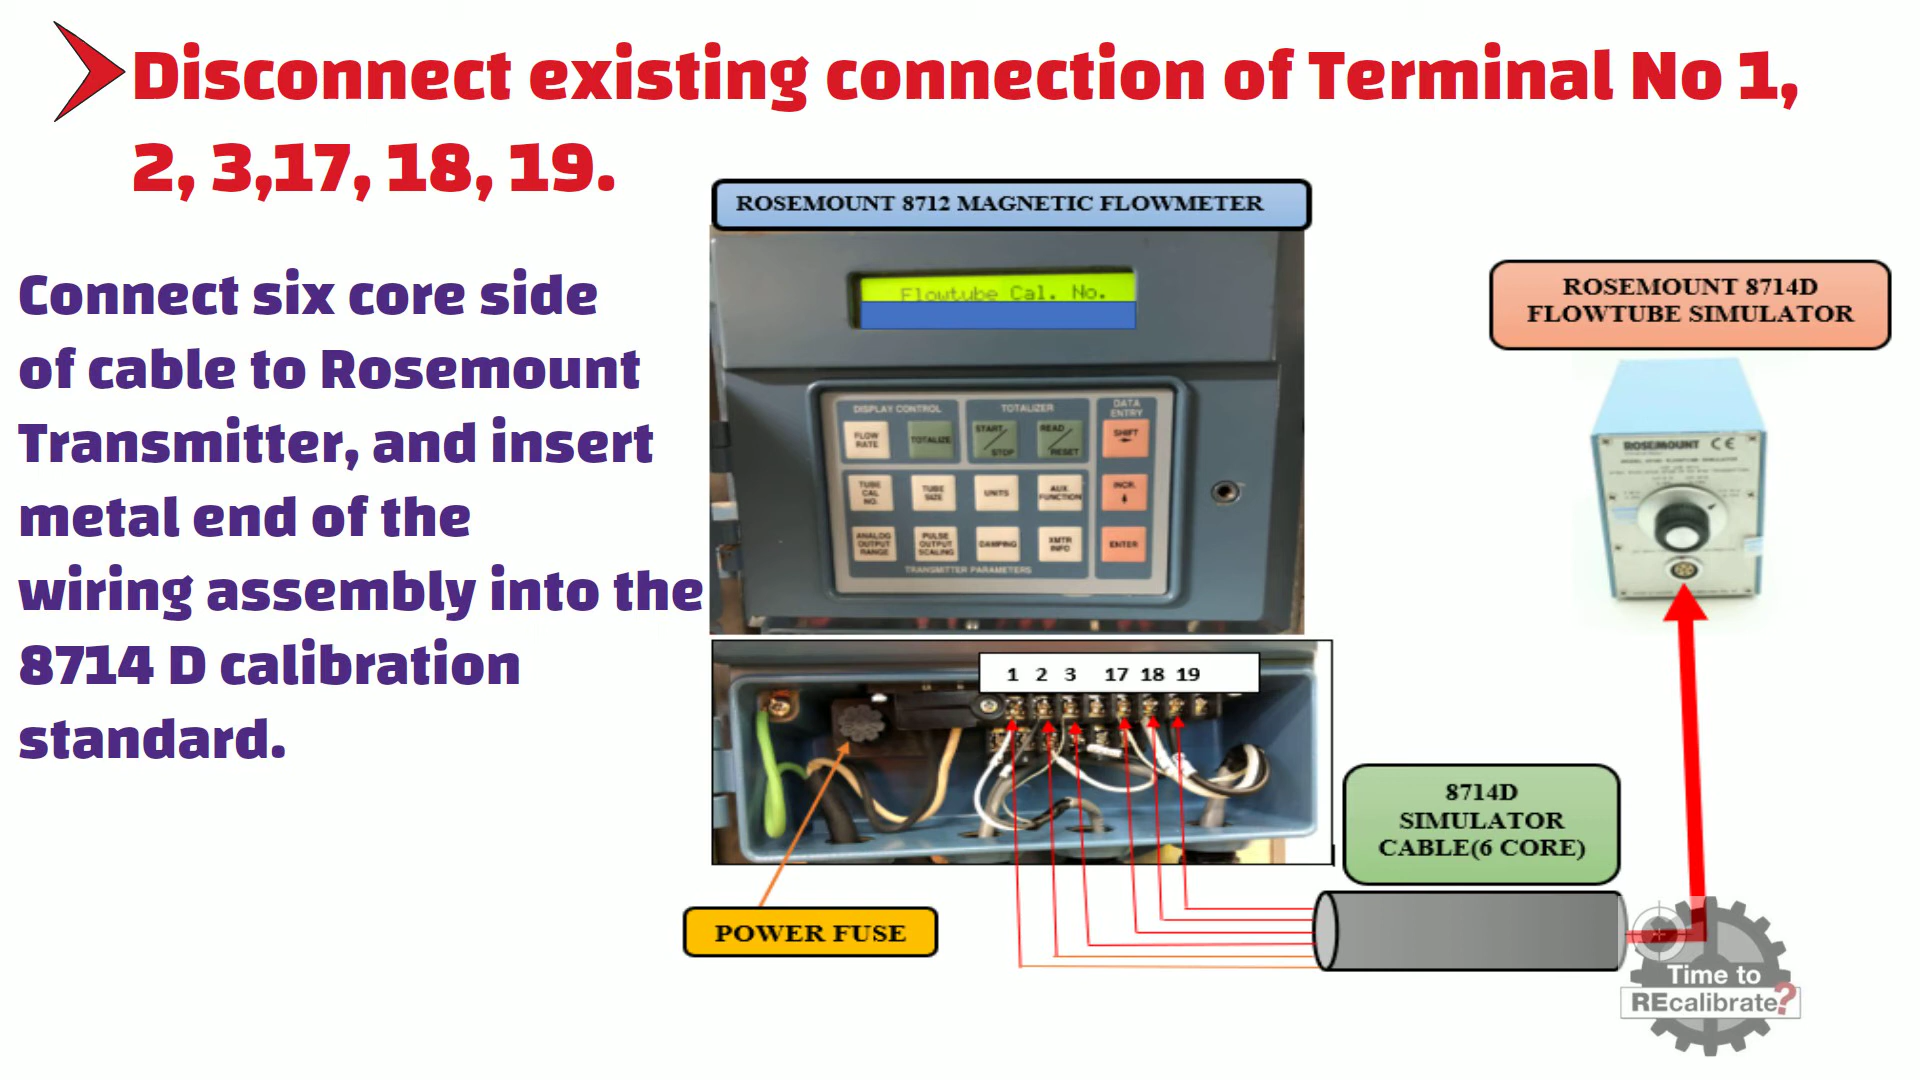 Disconnect existing connection of Terminal No 1,
2, 3,17, 18, 19.
Connect six core side
of cable to Rosemount
Transmitter, and insert
metal end of the
wiring assembly into the
8714 D calibration
standard.
ROSEMOUNT 8712 MAGNETIC FLOWMETER
Flowtube Cal. No.
DISPLAY CONTROL
TOTALIZER
DATA
ENTRY
FLOW
RATE
TOTALIZE
START
STOP
READ
RESET
SHIFT
TUBE
CAL
NO.
TUBE
SIZE
UNITS
AUX.
FUNCTION
INCR.
ANALOG
OUTPUT
RANGE
PULSE
OUTPUT
SCALING
DAMPING
XMTR
INFO
ENTER
TRANSMITTER PARAMETERS
1 2 3 17 18 19
POWER FUSE
ROSEMOUNT 8714D
FLOWTUBE SIMULATOR
ROSEMOUNT CE
8714D
SIMULATOR
CABLE(6 CORE)
Time to
REcalibrate?